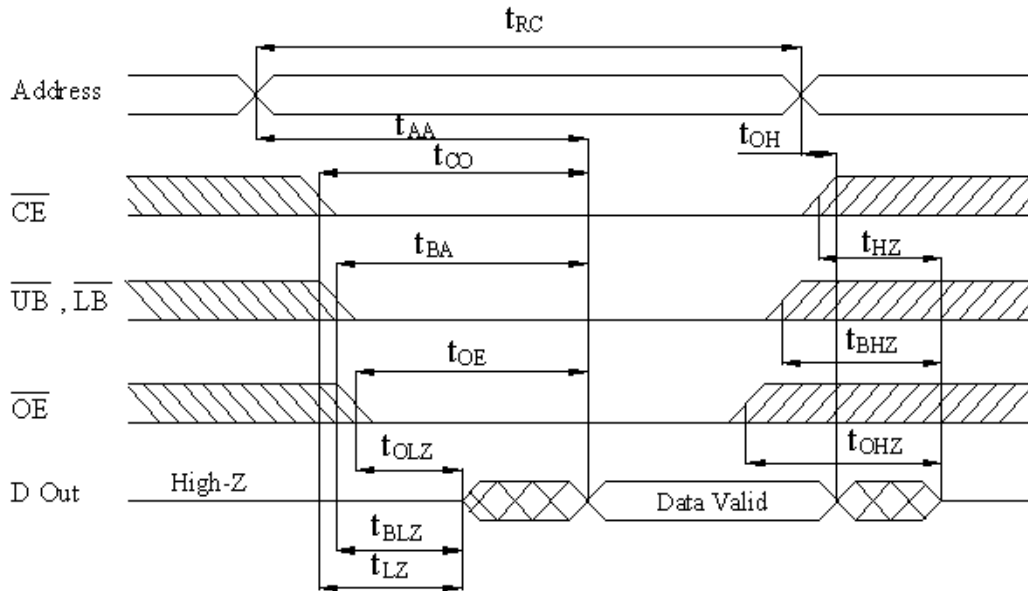 tRC
Address
tAA
tOH
tCO
CE
tHZ
tBA
UB , LB
tBHZ
tOE
OE
tOHZ
tOLZ
High-Z
D Out
Data Valid
tBLZ
tLZ